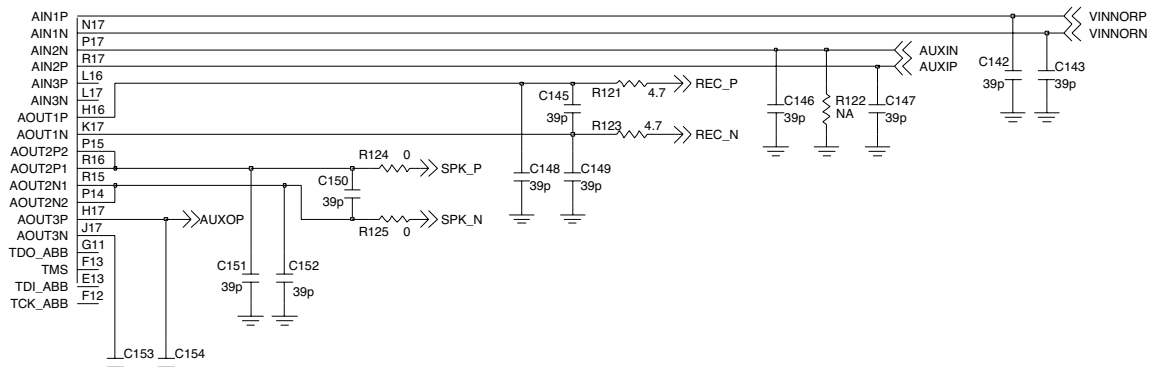 AIN1P N17 VINNORP
AIN1N P17 VINNORN
AIN2N R17 AUXIN
AIN2P L16 AUXIP
AIN3P L17
AIN3N H16
AOUT1P K17
AOUT1N P15
AOUT2P2 R16
AOUT2P1 R15
AOUT2N1 P14
AOUT2N2 H17
AOUT3P J17
AOUT3N G11
TDO_ABB F13
TMS E13
TDI_ABB F12
TCK_ABB
C142 39p
C143 39p
C145 39p
R121 4.7 REC_P
R123 4.7 REC_N
C146 39p
R122 NA
C147 39p
C148 39p
C149 39p
R124 0 SPK_P
C150 39p
R125 0 SPK_N
AUXOP
C151 39p
C152 39p
C153
C154